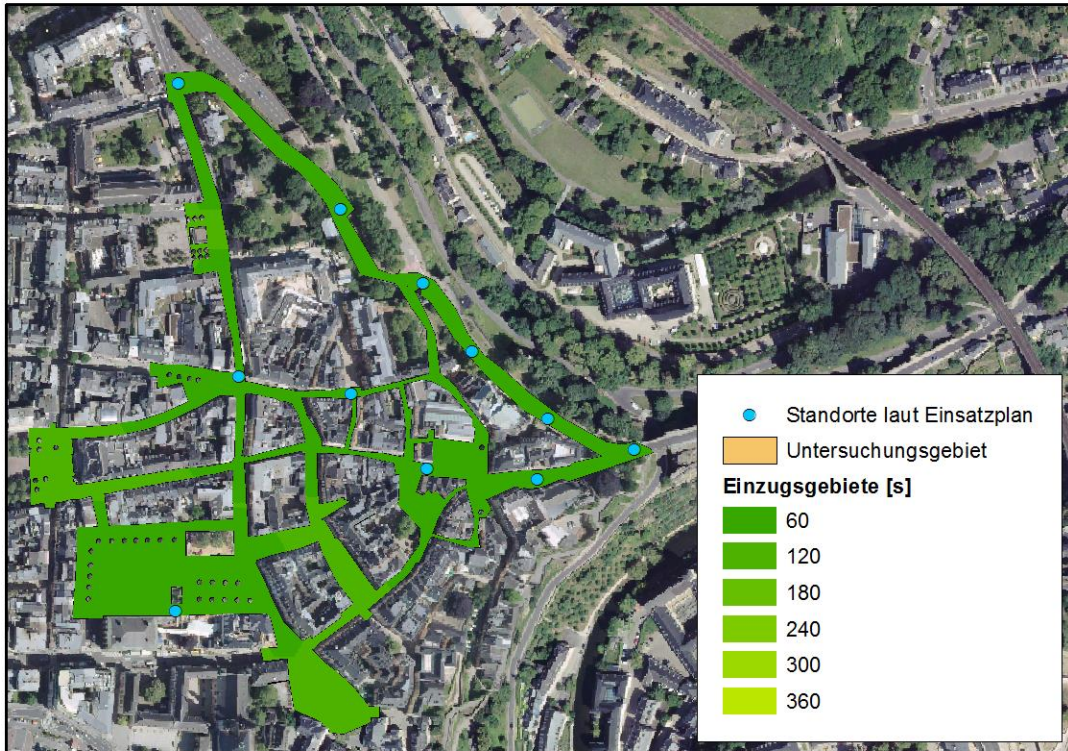 Standorte laut Einsatzplan
Untersuchungsgebiet
Einzugsgebiete [s]
60
120
180
240
300
360